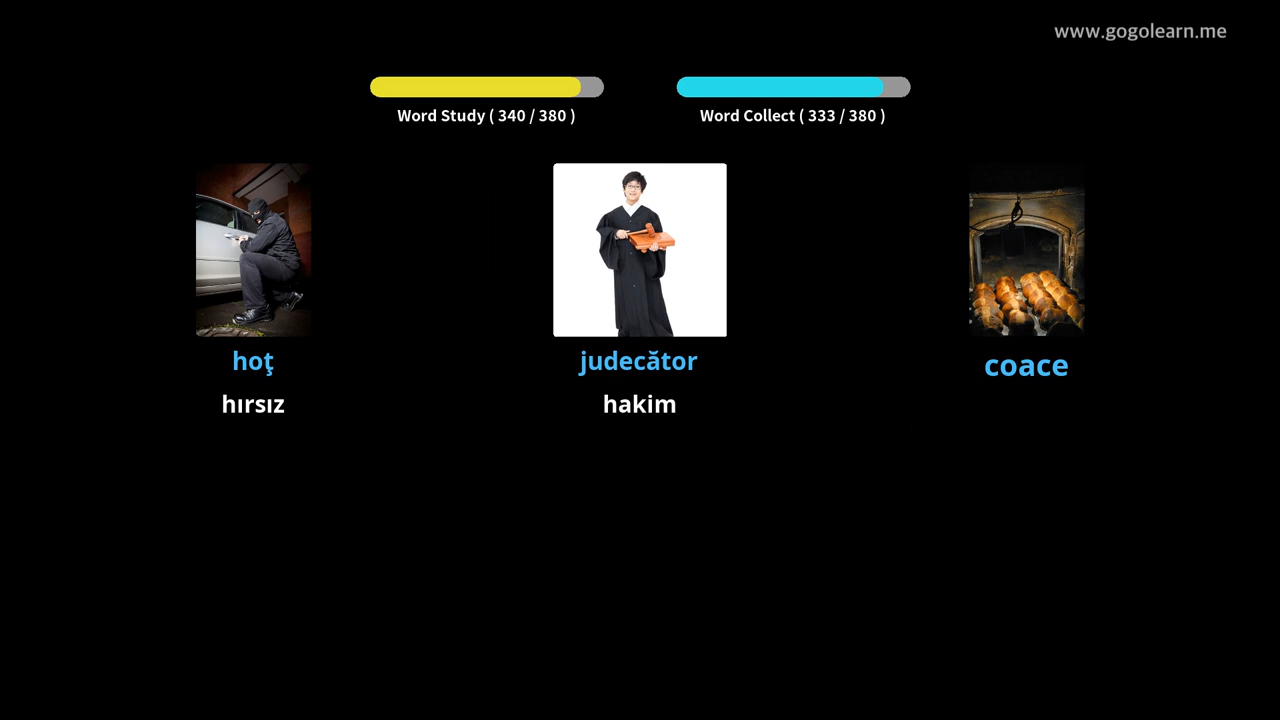 www.gogolearn.me
Word Study ( 340 / 380 )
Word Collect ( 333 / 380 )
hoţ
judecător
coace
hırsız
hakim